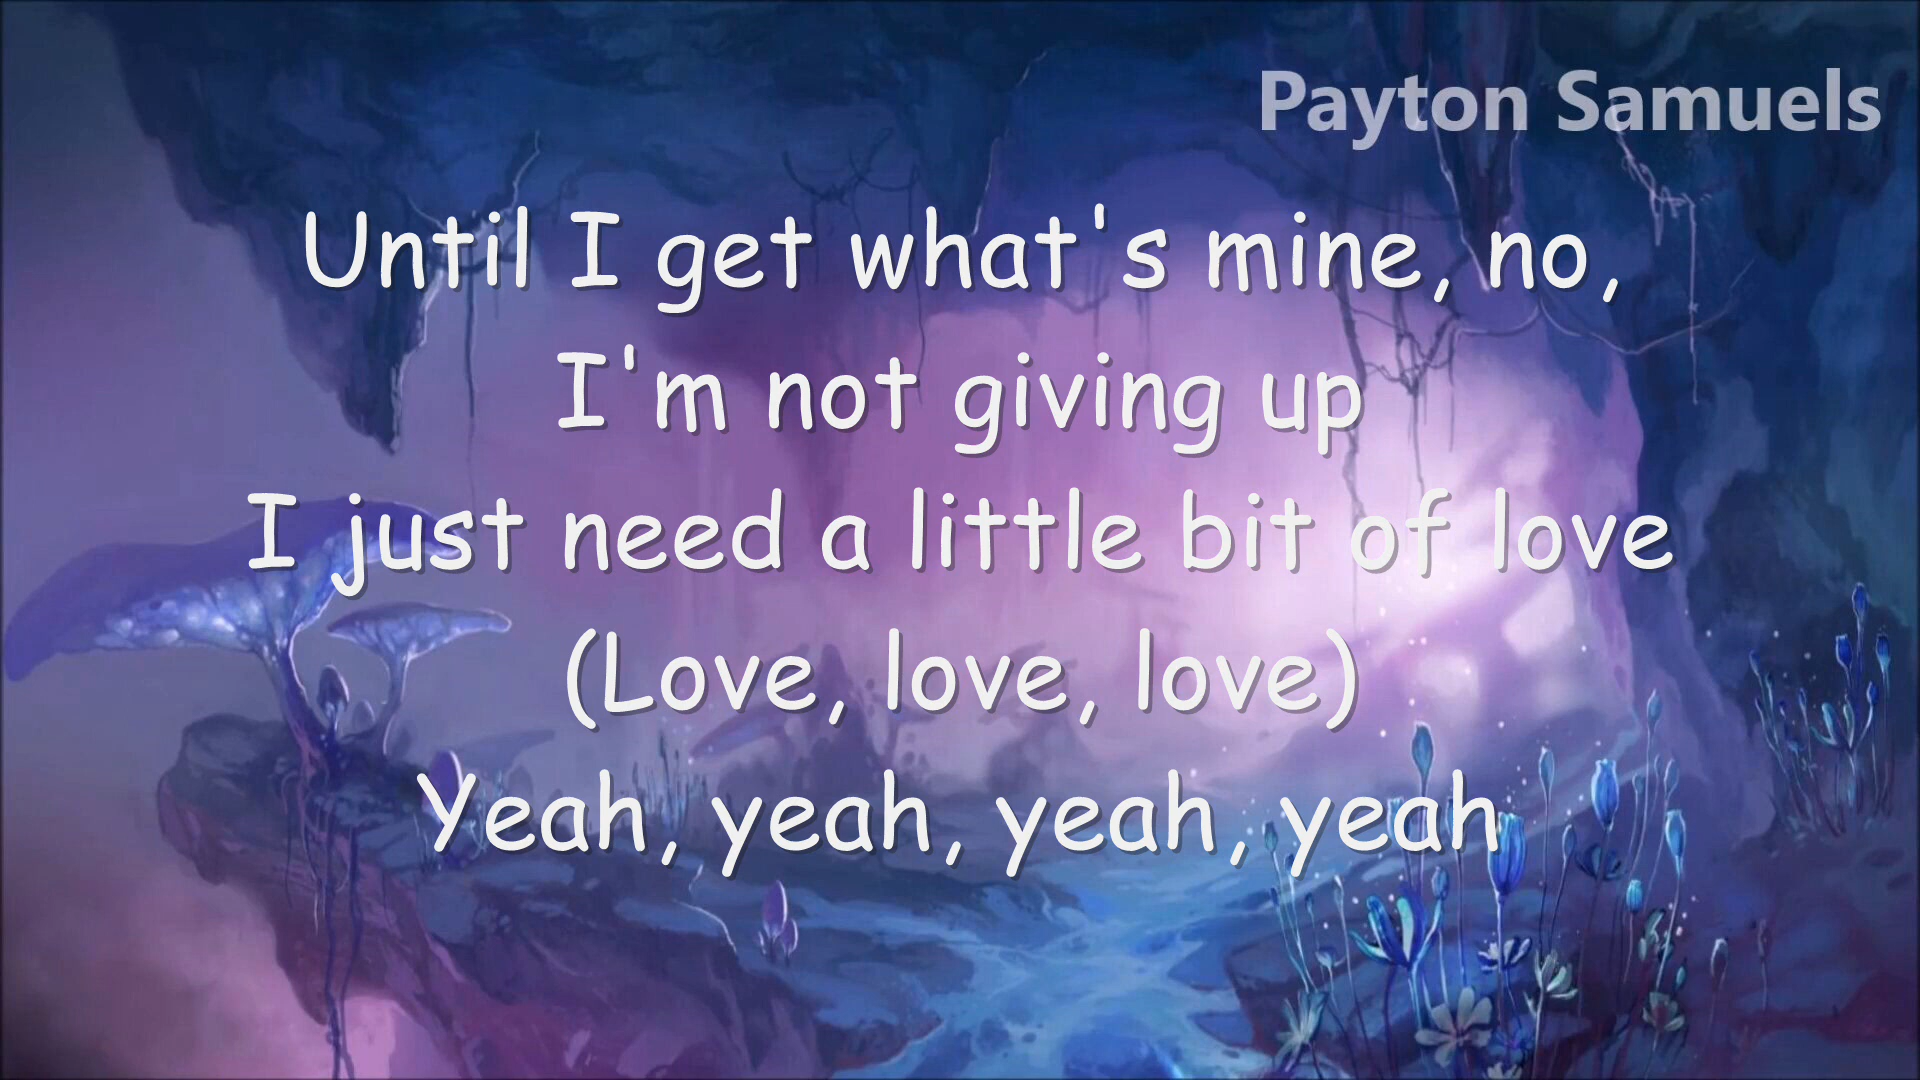 Payton Samuels
Until I get what's mine, no,
I'm not giving up
I just need a little bit of love
(Love, love, love)
Yeah, yeah, yeah, yeah